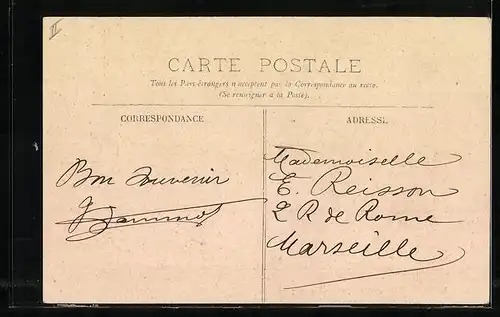 III
CARTE POSTALE
Tous les Pays étrangers n'acceptent pas la Correspondance au recto.
(Se renseigner à la Poste).
CORRESPONDANCE
ADRESSE
Bon Souvenir
Mademoiselle
E. Reisson
2 R de Rome
Marseille